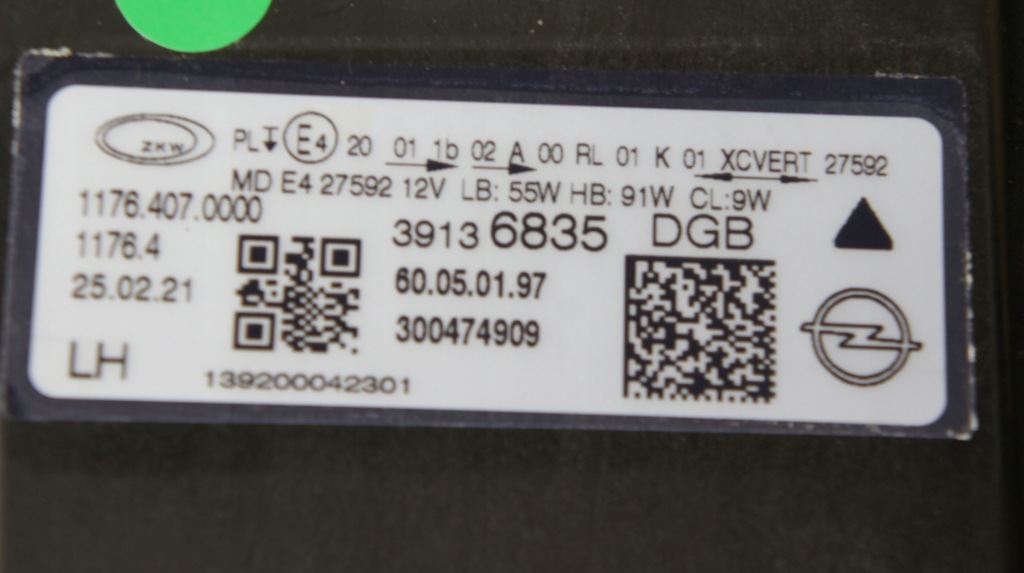 ZKW
PL E4 20 01 1b 02 A 00 RL 01 K 01 XCVERT 27592
MD E4 27592 12V LB: 55W HB: 91W CL:9W
1176.407.0000
3913 6835 DGB
1176.4
60.05.01.97
25.02.21
300474909
LH
139200042301